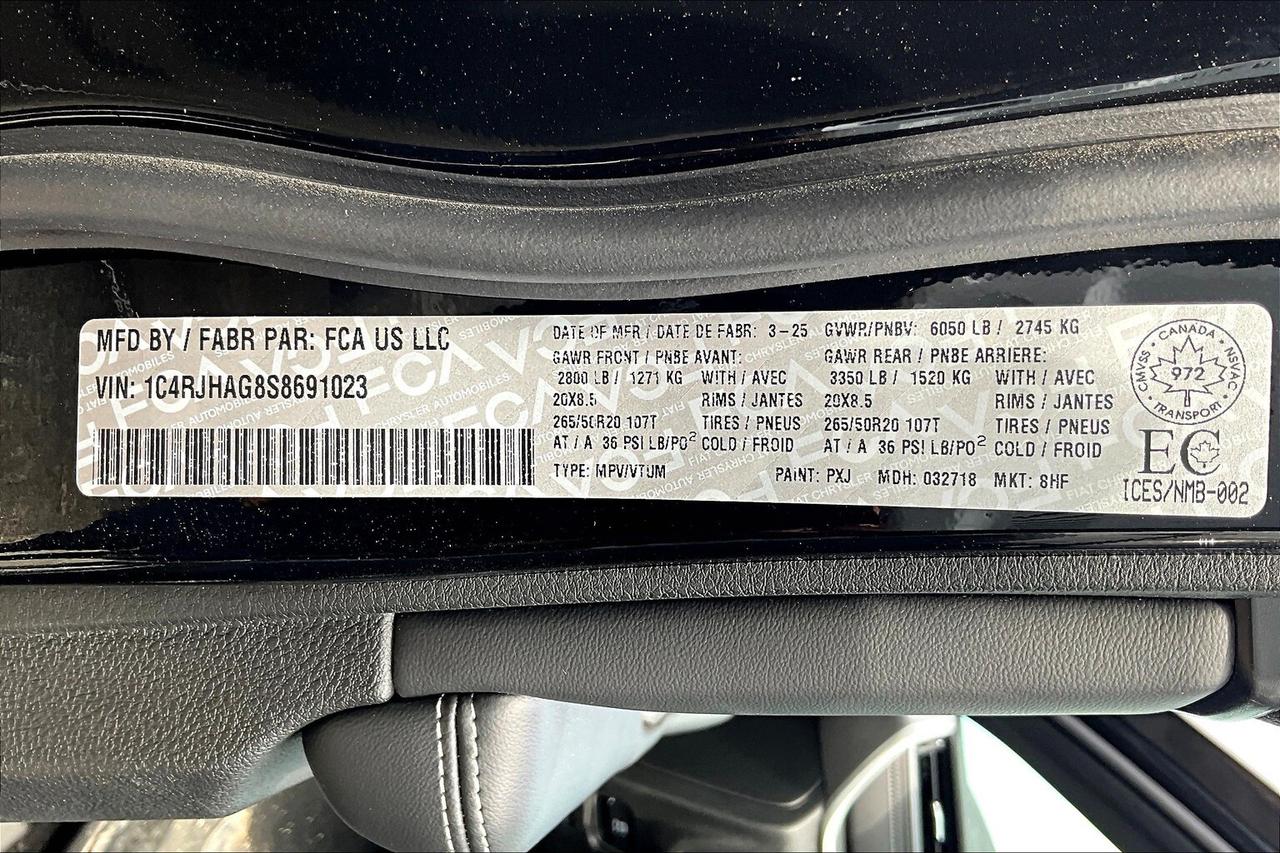 MFD BY / FABR PAR: FCA US LLC
VIN: 1C4RJHAG8S8691023
DATE OF MFR / DATE DE FABR: 3-25 GVWR/PNBV: 6050 LB / 2745 KG
GAWR FRONT / PNBE AVANT: GAWR REAR / PNBE ARRIERE:
2800 LB / 1271 KG WITH / AVEC 3350 LB / 1520 KG WITH / AVEC
20X8.5 RIMS / JANTES 20X8.5 RIMS / JANTES
265/50R20 107T TIRES / PNEUS 265/50R20 107T TIRES / PNEUS
AT / A 36 PSI LB/PO² COLD / FROID AT / A 36 PSI LB/PO² COLD / FROID
TYPE: MPV/VTUM PAINT: PXJ MDH: 032718 MKT: 8HF
CANADA
CMVSS 972 NSVAC
TRANSPORT
EC
ICES/NMB-002